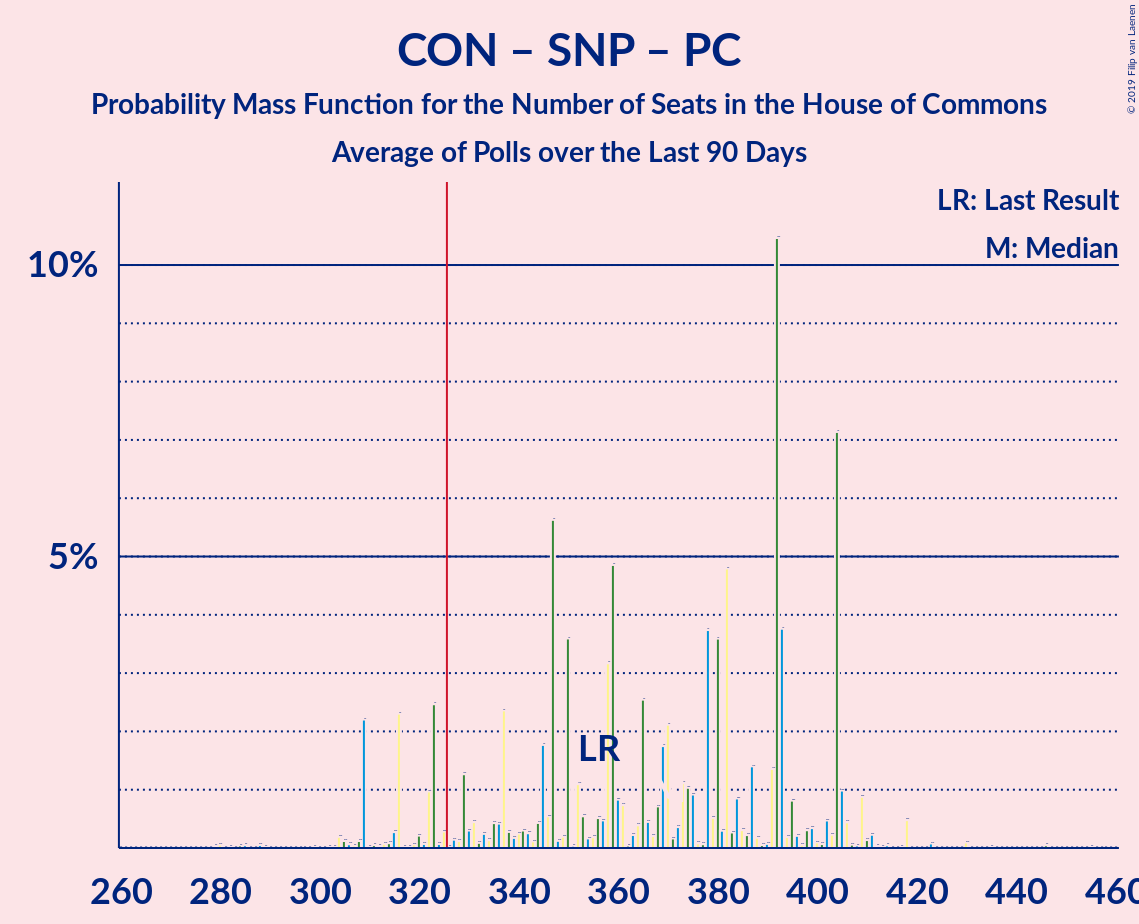 CON – SNP – PC
Probability Mass Function for the Number of Seats in the House of Commons
Average of Polls over the Last 90 Days
© 2019 Filip van Laenen
LR: Last Result
M: Median
10%
5%
LR
260 280 300 320 340 360 380 400 420 440 460